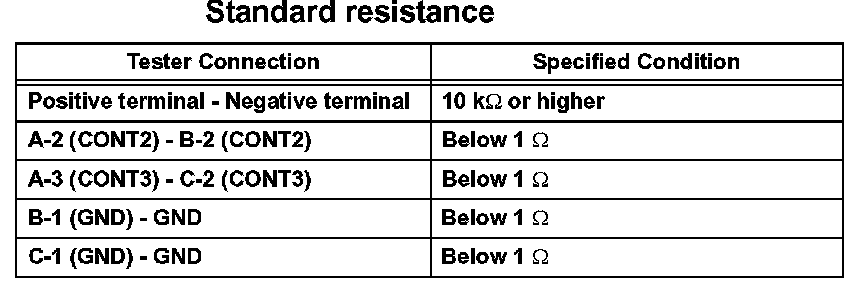 Standard resistance
Tester Connection Specified Condition
Positive terminal - Negative terminal 10 kΩ or higher
A-2 (CONT2) - B-2 (CONT2) Below 1 Ω
A-3 (CONT3) - C-2 (CONT3) Below 1 Ω
B-1 (GND) - GND Below 1 Ω
C-1 (GND) - GND Below 1 Ω